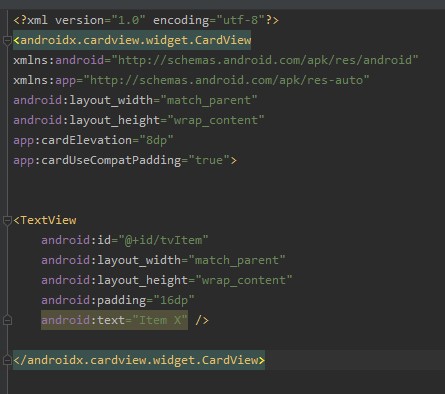 <?xml version="1.0" encoding="utf-8"?>
<androidx.cardview.widget.CardView
xmlns:android="http://schemas.android.com/apk/res/android"
xmlns:app="http://schemas.android.com/apk/res-auto"
android:layout_width="match_parent"
android:layout_height="wrap_content"
app:cardElevation="8dp"
app:cardUseCompatPadding="true">
<TextView
android:id="@+id/tvItem"
android:layout_width="match_parent"
android:layout_height="wrap_content"
android:padding="16dp"
android:text="Item X" />
</androidx.cardview.widget.CardView>